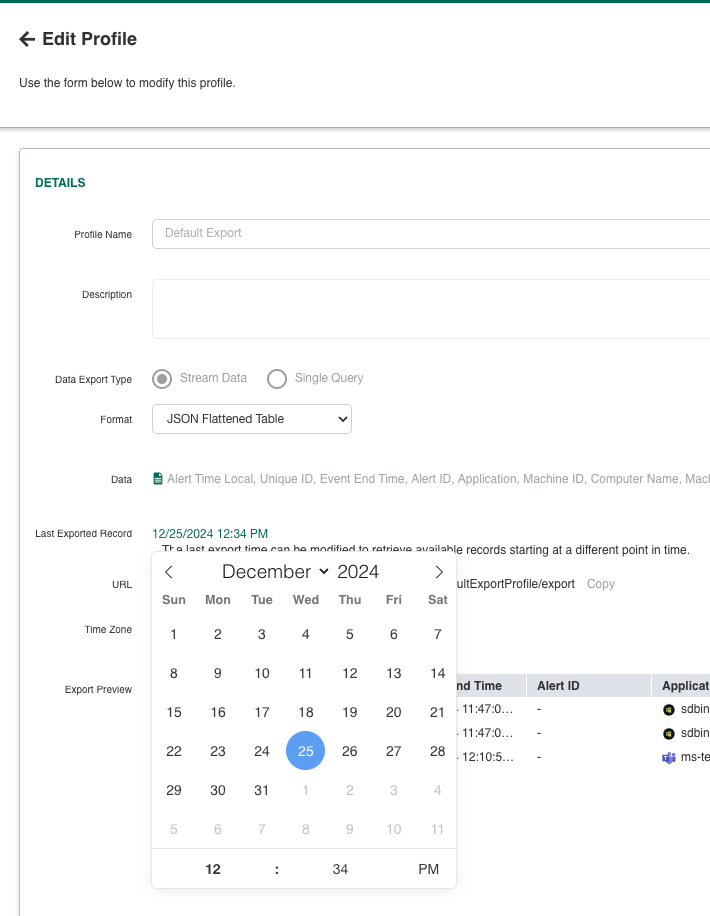 Edit Profile
Use the form below to modify this profile.
DETAILS
Profile Name
Default Export
Description
Data Export Type
Stream Data
Single Query
Format
JSON Flattened Table
Data
Alert Time Local, Unique ID, Event End Time, Alert ID, Application, Machine ID, Computer Name, Mac
Last Exported Record
12/25/2024 12:34 PM
The last export time can be modified to retrieve available records starting at a different point in time.
URL
ultExportProfile/export
Copy
Time Zone
Export Preview
December 2024
Sun Mon Tue Wed Thu Fri Sat
1 2 3 4 5 6 7
8 9 10 11 12 13 14
15 16 17 18 19 20 21
22 23 24 25 26 27 28
29 30 31 1 2 3 4
5 6 7 8 9 10 11
12 : 34 PM
nd Time Alert ID Applicat
11:47:0... - sdbin
11:47:0... - sdbin
12:10:5... - ms-te